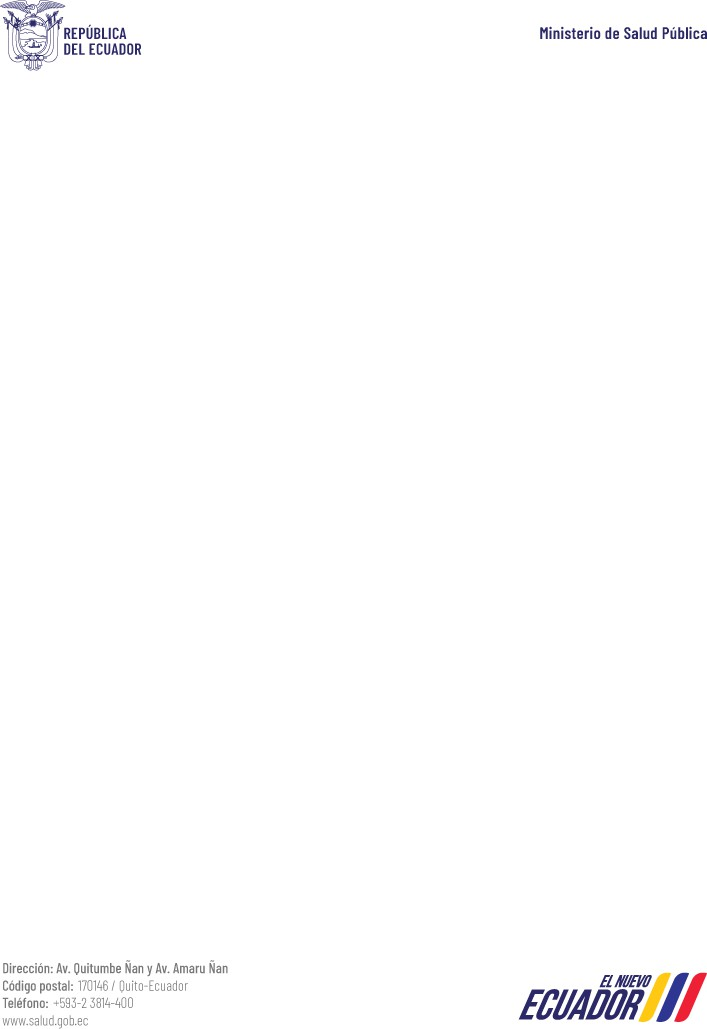 REPÚBLICA
DEL ECUADOR
Ministerio de Salud Pública
Dirección: Av. Quitumbe Ñan y Av. Amaru Ñan
Código postal: 170146 / Quito-Ecuador
Teléfono: +593-2 3814-400
www.salud.gob.ec
EL NUEVO
ECUADOR